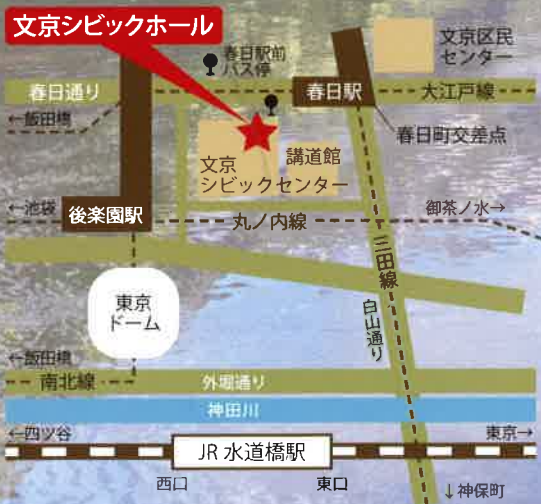 文京シビックホール
春日駅前
バス停
文京区民
センター
春日通り
春日駅
大江戸線
←飯田橋
春日町交差点
講道館
文京
シビックセンター
←池袋
後楽園駅
丸ノ内線
御茶ノ水→
三田線
東京
ドーム
白山通り
←飯田橋
南北線
外堀通り
神田川
←四ツ谷
東京→
JR 水道橋駅
西口
東口
↓神保町